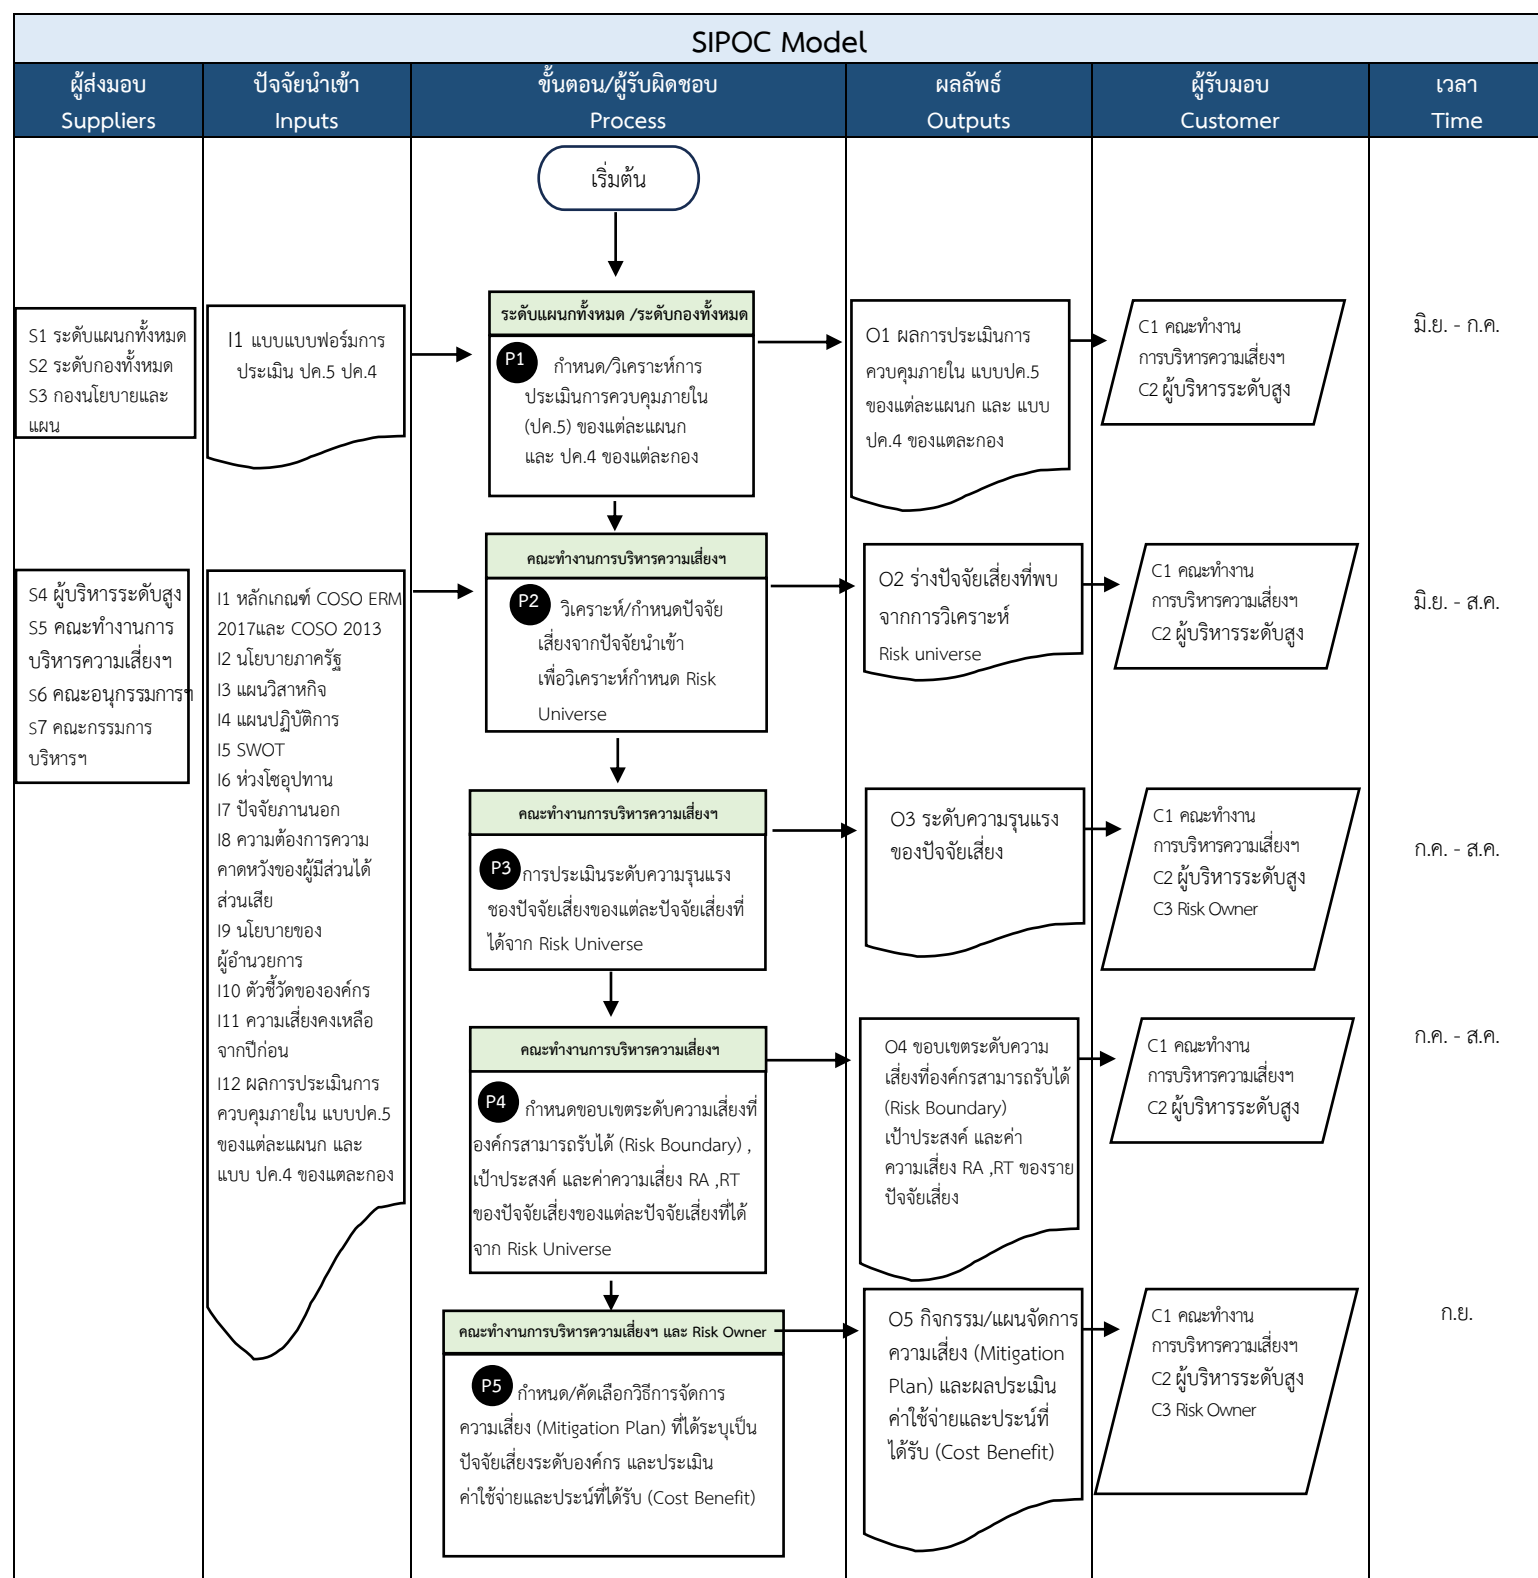 SIPOC Model
ผู้ส่งมอบ
Suppliers
ปัจจัยนำเข้า
Inputs
ขั้นตอน/ผู้รับผิดชอบ
Process
ผลลัพธ์
Outputs
ผู้รับมอบ
Customer
เวลา
Time
เริ่มต้น
S1 ระดับแผนกทั้งหมด
S2 ระดับกองทั้งหมด
S3 กองนโยบายและ
แผน
I1 แบบแบบฟอร์มการ
ประเมิน ปค.5 ปค.4
ระดับแผนกทั้งหมด /ระดับกองทั้งหมด
P1 กำหนด/วิเคราะห์การ
ประเมินการควบคุมภายใน
(ปค.5) ของแต่ละแผนก
และ ปค.4 ของแต่ละกอง
O1 ผลการประเมินการ
ควบคุมภายใน แบบปค.5
ของแต่ละแผนก และ แบบ
ปค.4 ของแตละกอง
C1 คณะทำงาน
การบริหารความเสี่ยงฯ
C2 ผู้บริหารระดับสูง
มิ.ย. - ก.ค.
S4 ผู้บริหารระดับสูง
S5 คณะทำงานการ
บริหารความเสี่ยงฯ
S6 คณะอนุกรรมการฯ
S7 คณะกรรมการ
บริหารฯ
I1 หลักเกณฑ์ COSO ERM
2017และ COSO 2013
I2 นโยบายภาครัฐ
I3 แผนวิสาหกิจ
I4 แผนปฏิบัติการ
I5 SWOT
I6 ห่วงโซอุปทาน
I7 ปัจจัยภานนอก
I8 ความต้องการความ
คาดหวังของผู้มีส่วนได้
ส่วนเสีย
I9 นโยบายของ
ผู้อำนวยการ
I10 ตัวชี้วัดขององค์กร
I11 ความเสี่ยงคงเหลือ
จากปีก่อน
I12 ผลการประเมินการ
ควบคุมภายใน แบบปค.5
ของแต่ละแผนก และ
แบบ ปค.4 ของแตละกอง
คณะทำงานการบริหารความเสี่ยงฯ
P2 วิเคราะห์/กำหนดปัจจัย
เสี่ยงจากปัจจัยนำเข้า
เพื่อวิเคราะห์กำหนด Risk
Universe
O2 ร่างปัจจัยเสี่ยงที่พบ
จากการวิเคราะห์
Risk universe
C1 คณะทำงาน
การบริหารความเสี่ยงฯ
C2 ผู้บริหารระดับสูง
มิ.ย. - ส.ค.
คณะทำงานการบริหารความเสี่ยงฯ
P3 การประเมินระดับความรุนแรง
ชองปัจจัยเสี่ยงของแต่ละปัจจัยเสี่ยงที่
ได้จาก Risk Universe
O3 ระดับความรุนแรง
ของปัจจัยเสี่ยง
C1 คณะทำงาน
การบริหารความเสี่ยงฯ
C2 ผู้บริหารระดับสูง
C3 Risk Owner
ก.ค. - ส.ค.
คณะทำงานการบริหารความเสี่ยงฯ
P4 กำหนดขอบเขตระดับความเสี่ยงที่
องค์กรสามารถรับได้ (Risk Boundary) ,
เป้าประสงค์ และค่าความเสี่ยง RA ,RT
ของปัจจัยเสี่ยงของแต่ละปัจจัยเสี่ยงที่ได้
จาก Risk Universe
O4 ขอบเขตระดับความ
เสี่ยงที่องค์กรสามารถรับได้
(Risk Boundary)
เป้าประสงค์ และค่า
ความเสี่ยง RA ,RT ของราย
ปัจจัยเสี่ยง
C1 คณะทำงาน
การบริหารความเสี่ยงฯ
C2 ผู้บริหารระดับสูง
ก.ค. - ส.ค.
คณะทำงานการบริหารความเสี่ยงฯ และ Risk Owner
P5 กำหนด/คัดเลือกวิธีการจัดการ
ความเสี่ยง (Mitigation Plan) ที่ได้ระบุเป็น
ปัจจัยเสี่ยงระดับองค์กร และประเมิน
ค่าใช้จ่ายและประน์ที่ได้รับ (Cost Benefit)
O5 กิจกรรม/แผนจัดการ
ความเสี่ยง (Mitigation
Plan) และผลประเมิน
ค่าใช้จ่ายและประน์ที่
ได้รับ (Cost Benefit)
C1 คณะทำงาน
การบริหารความเสี่ยงฯ
C2 ผู้บริหารระดับสูง
C3 Risk Owner
ก.ย.